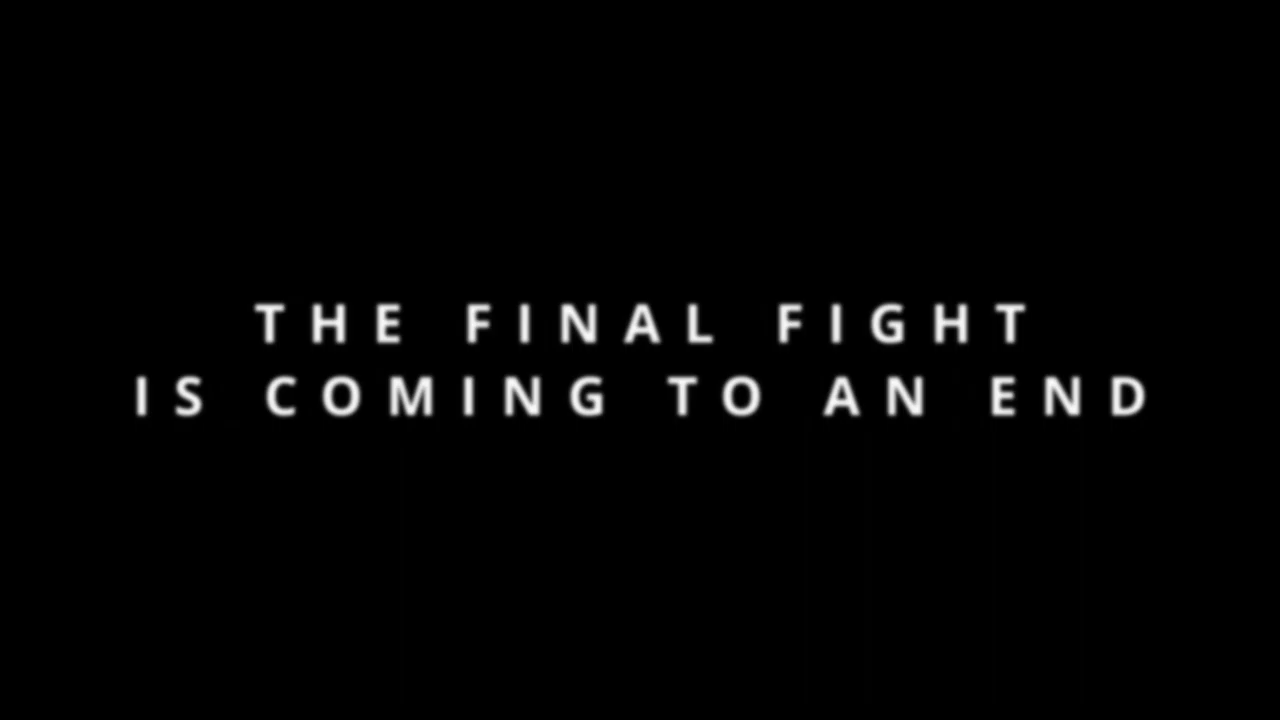 THE FINAL FIGHT
IS COMING TO AN END